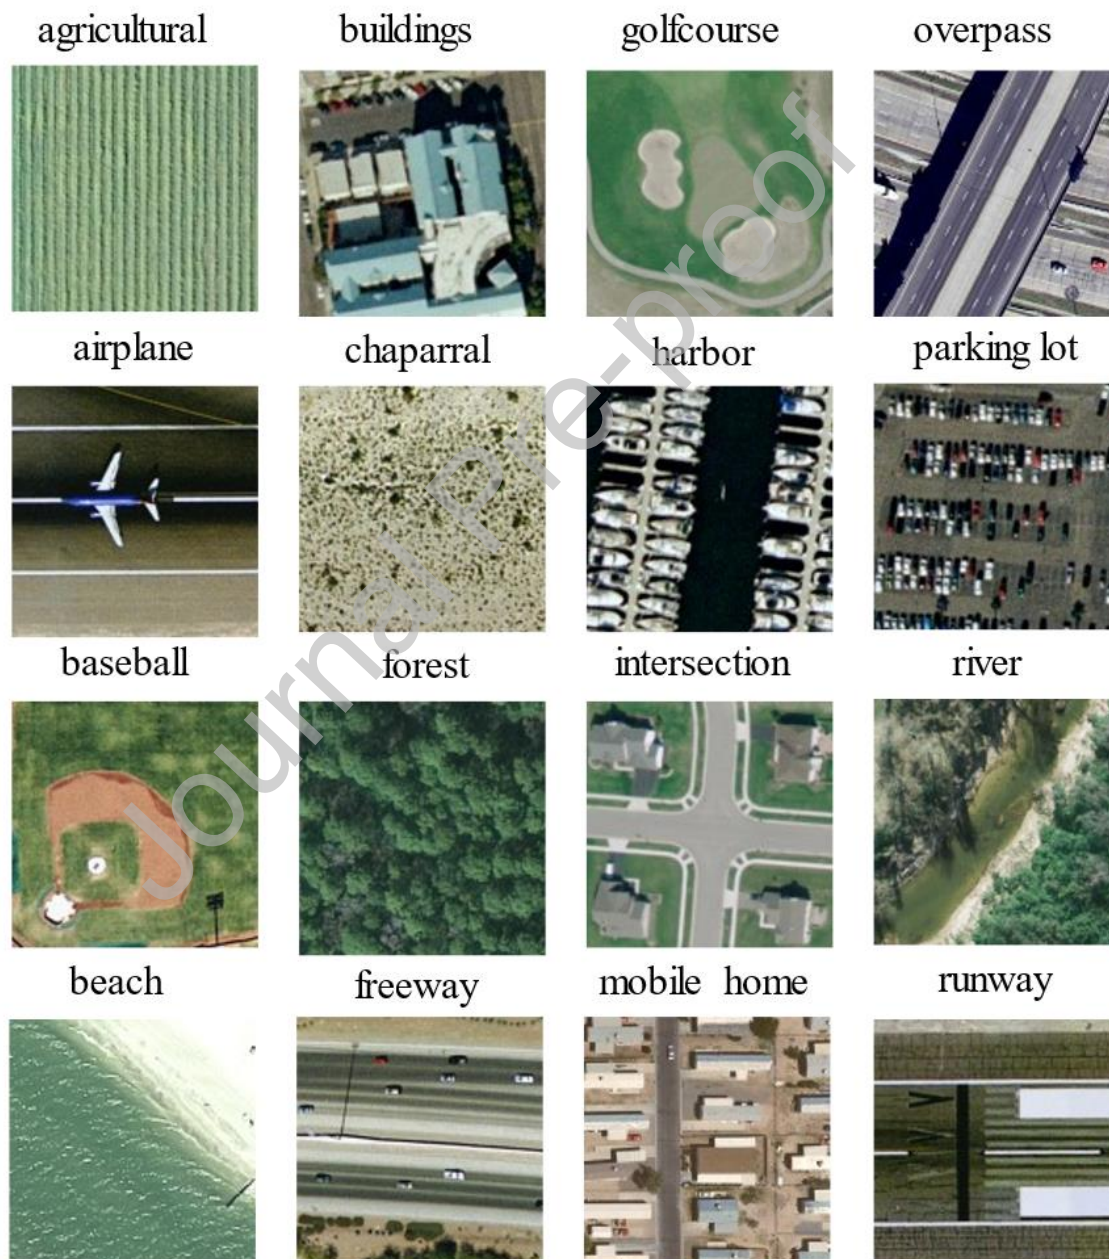 agricultural buildings golfcourse overpass
airplane chaparral harbor parking lot
baseball forest intersection river
beach freeway mobile home runway
Journal Pre-proof